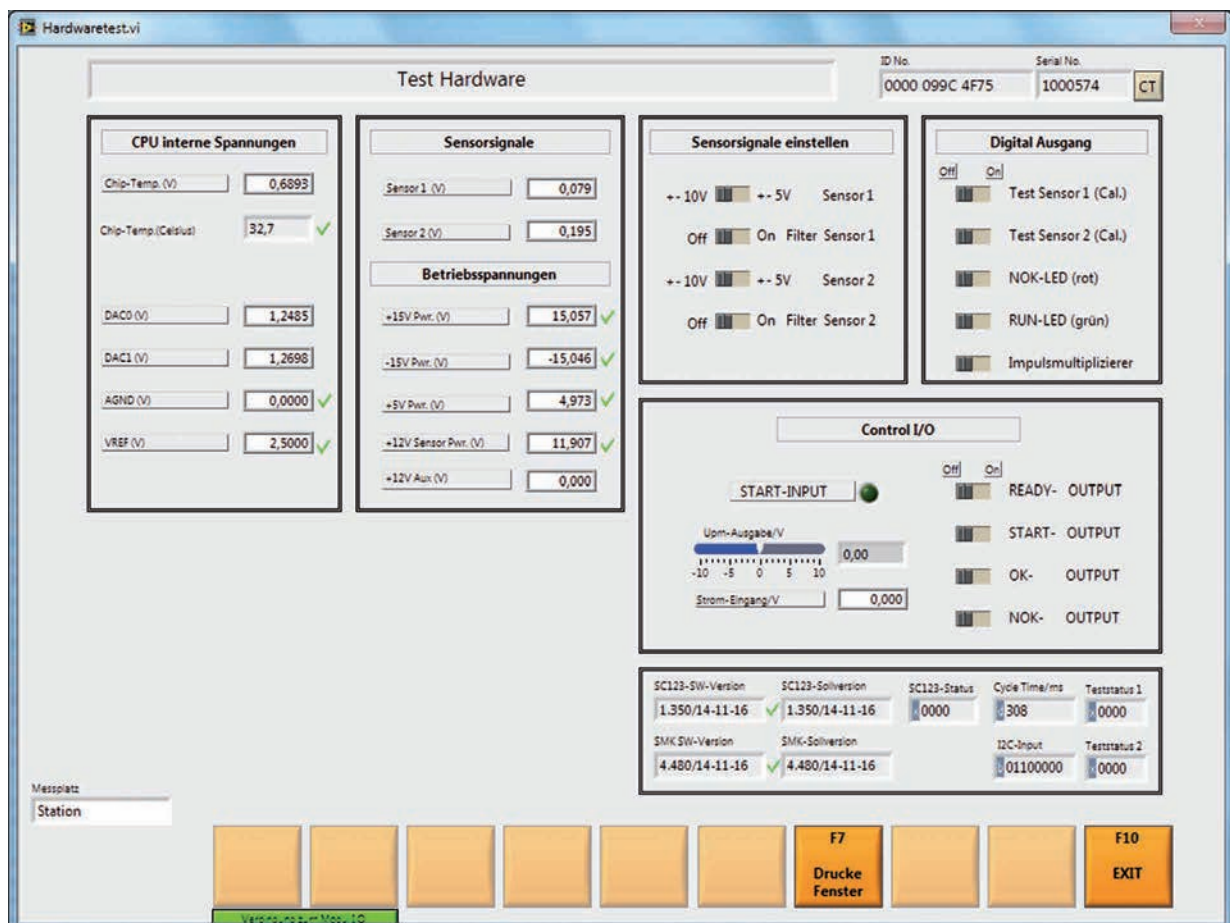 Hardwaretest.vi
Test Hardware
ID No.
0000 099C 4F75
Serial No.
1000574
CT
CPU interne Spannungen
Chip-Temp. (V)
0,6893
Chip-Temp.(Celsius)
32,7
DAC0 (V)
1,2485
DAC1 (V)
1,2698
AGND (V)
0,0000
VREF (V)
2,5000
Sensorsignale
Sensor 1 (V)
0,079
Sensor 2 (V)
0,195
Betriebsspannungen
+15V Pwr. (V)
15,057
-15V Pwr. (V)
-15,046
+5V Pwr. (V)
4,973
+12V Sensor Pwr. (V)
11,907
+12V Aux (V)
0,000
Sensorsignale einstellen
+-10V +-5V Sensor 1
Off On Filter Sensor 1
+-10V +-5V Sensor 2
Off On Filter Sensor 2
Digital Ausgang
Off On
Test Sensor 1 (Cal.)
Test Sensor 2 (Cal.)
NOK-LED (rot)
RUN-LED (grün)
Impulsmultiplizierer
Control I/O
START-INPUT
Upm-Ausgabe/V
0,00
-10 -5 0 5 10
Strom-Eingang/V
0,000
Off On
READY- OUTPUT
START- OUTPUT
OK- OUTPUT
NOK- OUTPUT
SC123-SW-Version
1.350/14-11-16
SC123-Sollversion
1.350/14-11-16
SC123-Status
x 0000
Cycle Time/ms
d 308
Teststatus 1
x 0000
SMK SW-Version
4.480/14-11-16
SMK-Sollversion
4.480/14-11-16
I2C-Input
b 01100000
Teststatus 2
x 0000
Messplatz
Station
F7
Drucke
Fenster
F10
EXIT